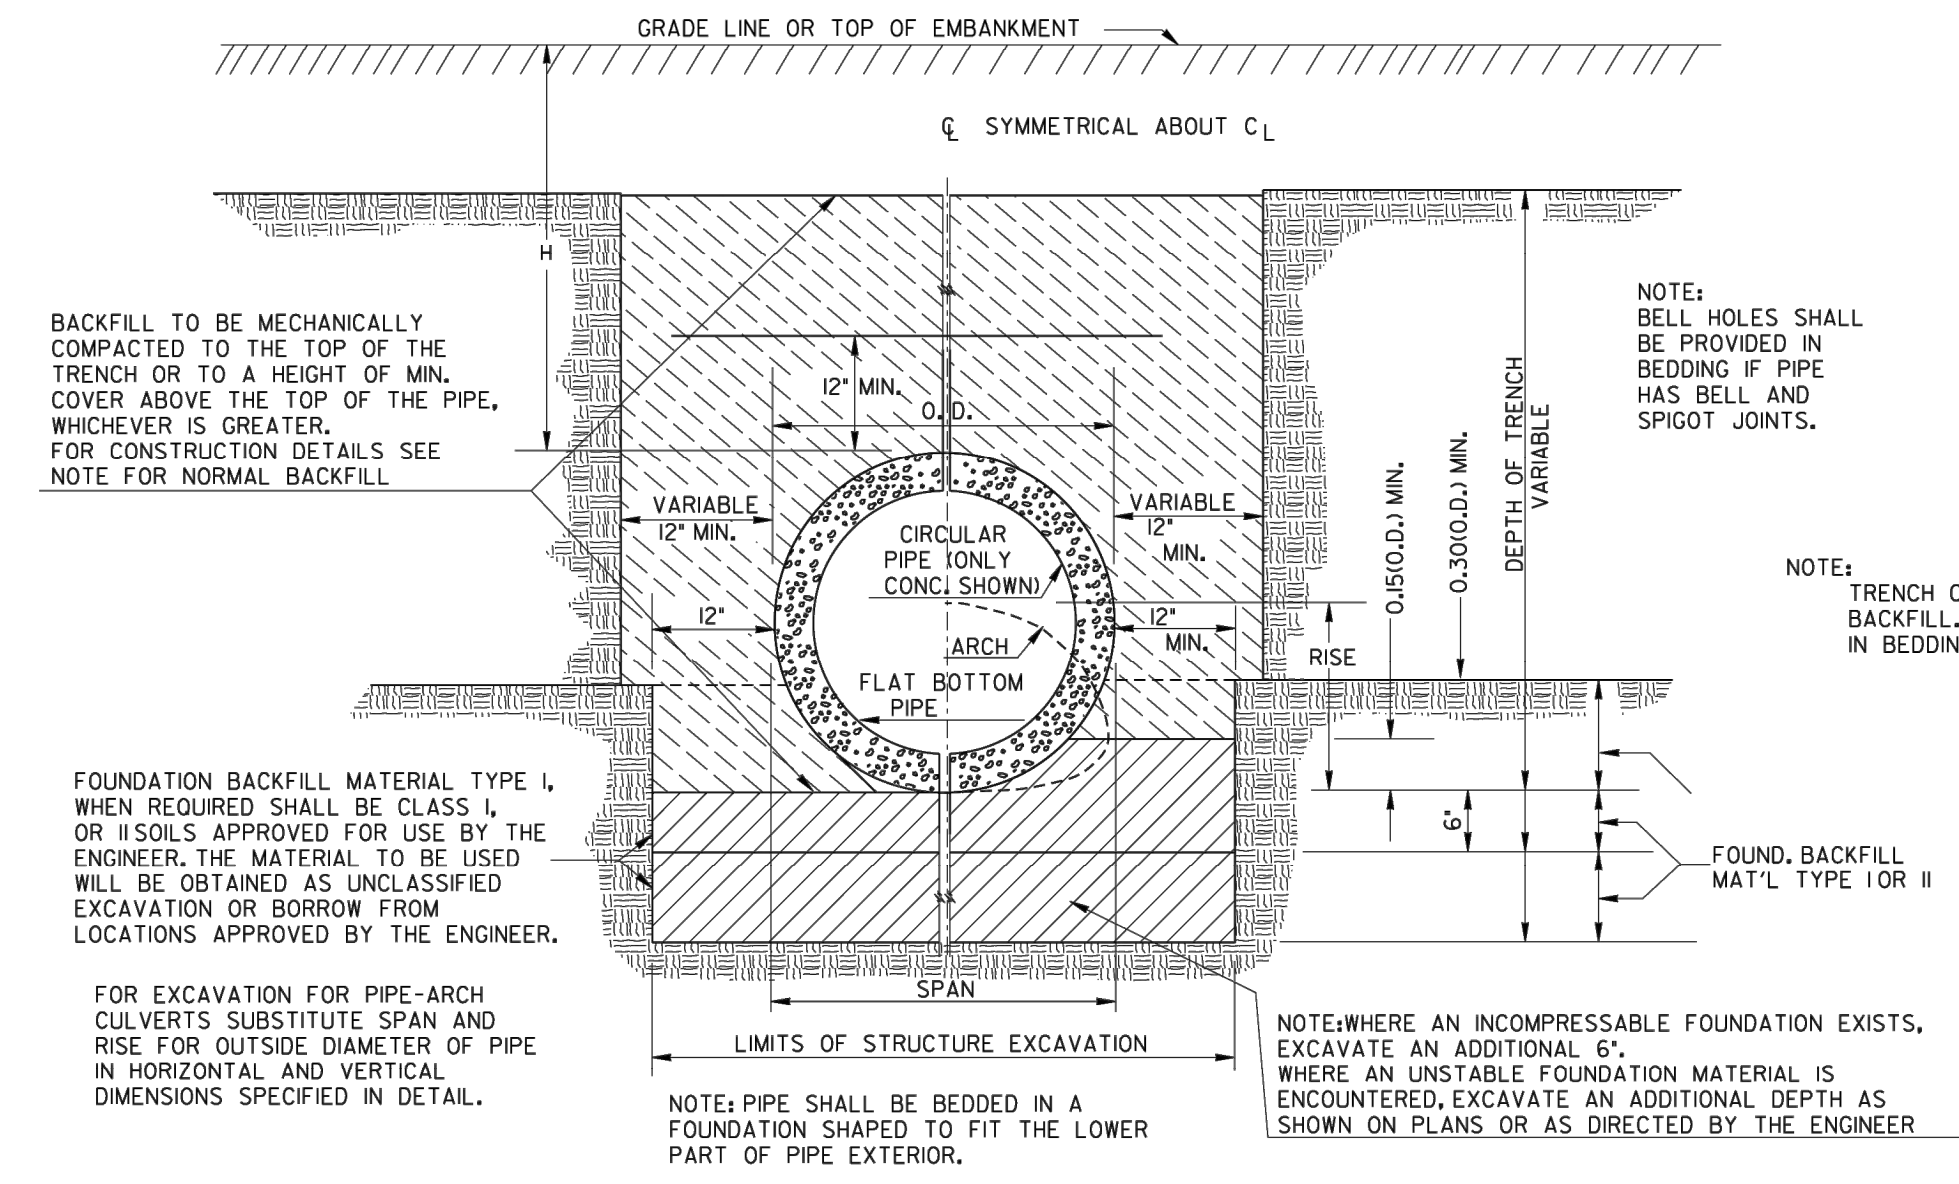 GRADE LINE OR TOP OF EMBANKMENT
℄ SYMMETRICAL ABOUT CL
H
BACKFILL TO BE MECHANICALLY
COMPACTED TO THE TOP OF THE
TRENCH OR TO A HEIGHT OF MIN.
COVER ABOVE THE TOP OF THE PIPE,
WHICHEVER IS GREATER.
FOR CONSTRUCTION DETAILS SEE
NOTE FOR NORMAL BACKFILL
12" MIN.
O.D.
VARIABLE
12" MIN.
VARIABLE
12"
MIN.
CIRCULAR
PIPE (ONLY
CONC. SHOWN)
12"
12"
MIN.
ARCH
FLAT BOTTOM
PIPE
RISE
0.15(O.D.) MIN.
0.30(O.D.) MIN.
DEPTH OF TRENCH
VARIABLE
6"
NOTE:
BELL HOLES SHALL
BE PROVIDED IN
BEDDING IF PIPE
HAS BELL AND
SPIGOT JOINTS.
NOTE:
TRENCH
BACKFILL.
IN BEDDIN
FOUNDATION BACKFILL MATERIAL TYPE I,
WHEN REQUIRED SHALL BE CLASS I,
OR II SOILS APPROVED FOR USE BY THE
ENGINEER. THE MATERIAL TO BE USED
WILL BE OBTAINED AS UNCLASSIFIED
EXCAVATION OR BORROW FROM
LOCATIONS APPROVED BY THE ENGINEER.
FOUND. BACKFILL
MAT'L TYPE I OR II
FOR EXCAVATION FOR PIPE-ARCH
CULVERTS SUBSTITUTE SPAN AND
RISE FOR OUTSIDE DIAMETER OF PIPE
IN HORIZONTAL AND VERTICAL
DIMENSIONS SPECIFIED IN DETAIL.
SPAN
LIMITS OF STRUCTURE EXCAVATION
NOTE: PIPE SHALL BE BEDDED IN A
FOUNDATION SHAPED TO FIT THE LOWER
PART OF PIPE EXTERIOR.
NOTE:WHERE AN INCOMPRESSABLE FOUNDATION EXISTS,
EXCAVATE AN ADDITIONAL 6".
WHERE AN UNSTABLE FOUNDATION MATERIAL IS
ENCOUNTERED, EXCAVATE AN ADDITIONAL DEPTH AS
SHOWN ON PLANS OR AS DIRECTED BY THE ENGINEER